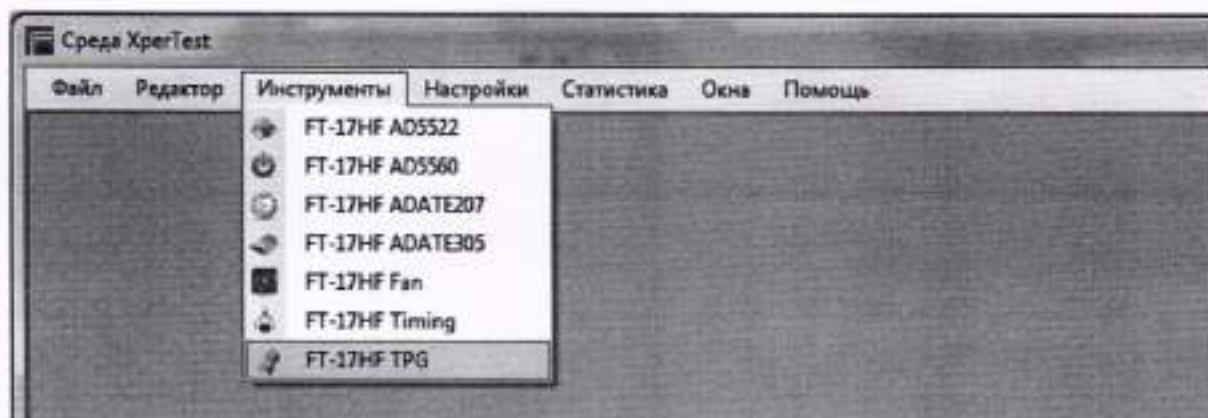 Среда XperTest
Файл Редактор Инструменты Настройки Статистика Окна Помощь
FT-17HF AD5522
FT-17HF AD5560
FT-17HF ADATE207
FT-17HF ADATE305
FT-17HF Fan
FT-17HF Timing
FT-17HF TPG